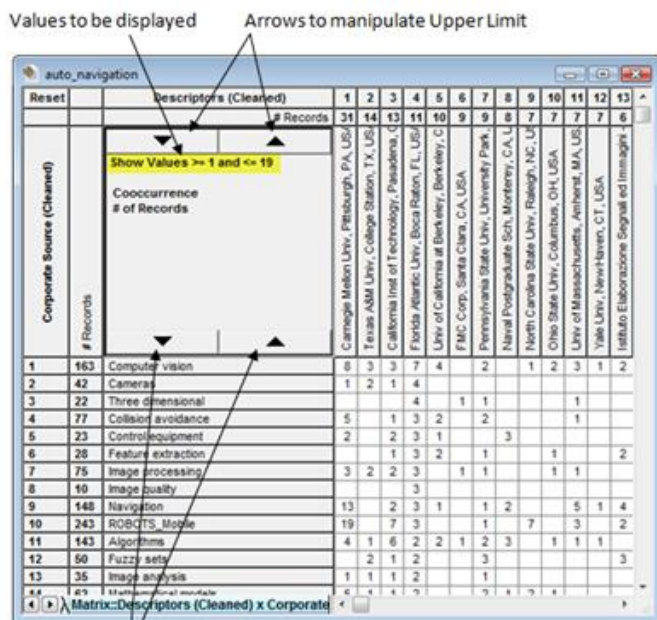 Values to be displayed Arrows to manipulate Upper Limit
auto_navigation
Reset Descriptors (Cleaned) 1 2 3 4 5 6 7 8 9 10 11 12 13
# Records 31 14 13 11 10 9 9 8 7 7 7 7 6
Show Values >= 1 and <= 19
Cooccurrence
# of Records
Corporate Source (Cleaned)
# Records
Carnegie Mellon Univ, Pittsburgh, PA, USA
Texas A&M Univ, College Station, TX, US
California Inst of Technology, Pasadena, C
Florida Atlantic Univ, Boca Raton, FL, US
Univ of California at Berkeley, Berkeley, C
FMC Corp, Santa Clara, CA, USA
Pennsylvania State Univ, University Park,
Naval Postgraduate Sch, Monterey, CA, U
North Carolina State Univ, Raleigh, NC, U
Ohio State Univ, Columbus, OH, USA
Univ of Massachusetts, Amherst, MA, US
Yale Univ, New Haven, CT, USA
Istituto Elaborazione Segnali ed Immagini -
1 163 Computer vision 8 3 3 7 4 2 1 2 3 1 2
2 42 Cameras 1 2 1 4
3 22 Three dimensional 4 1 1 1
4 77 Collision avoidance 5 1 3 2 2 1
5 23 Control equipment 2 2 3 1 3
6 28 Feature extraction 1 3 2 1 1 2
7 75 Image processing 3 2 2 3 1 1 1 1
8 10 Image quality 3
9 148 Navigation 13 2 3 1 1 2 5 1 4
10 243 ROBOTS_Mobile 19 7 3 1 7 3 2
11 143 Algorithms 4 1 6 2 2 1 2 3 1 1 1
12 50 Fuzzy sets 2 1 2 3 3
13 35 Image analysis 1 1 1 2 1
14 62 Mathematical models
Matrix::Descriptors (Cleaned) x Corporate